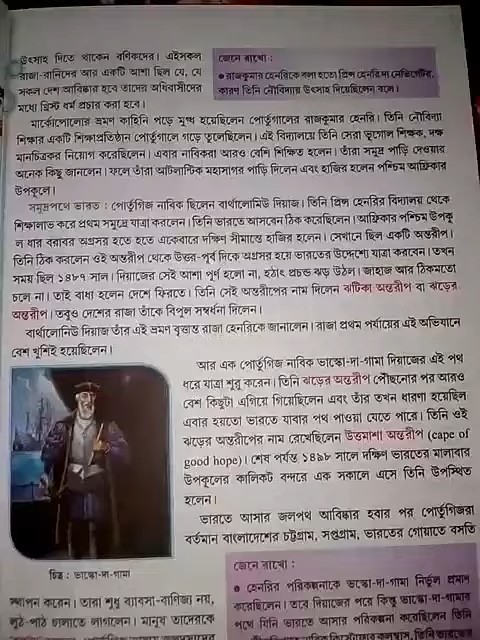 উৎসাহ দিতে থাকেন বণিকদের। এইসকল
রাজা-রানিদের আর একটি আশা ছিল যে, যে
সকল দেশ আবিষ্কার হবে তাদের অধিবাসীদের
মধ্যে খ্রিস্ট ধর্ম প্রচার করা হবে।
জেনে রাখো :
● রাজকুমার হেনরিকে বলা হতো প্রিন্স হেনরি দ্য নেভিগেটর,
কারণ তিনি নৌবিদ্যায় উৎসাহ দিয়েছিলেন বলে।
মার্কোপোলোর ভ্রমণ কাহিনি পড়ে মুগ্ধ হয়েছিলেন পোর্তুগালের রাজকুমার হেনরি। তিনি নৌবিদ্যা
শিক্ষার একটি শিক্ষাপ্রতিষ্ঠান পোর্তুগালে গড়ে তুলেছিলেন। এই বিদ্যালয়ে তিনি সেরা ভূগোল শিক্ষক, দক্ষ
মানচিত্রকর নিয়োগ করেছিলেন। এবার নাবিকরা আরও বেশি শিক্ষিত হলেন। তাঁরা সমুদ্র পাড়ি দেওয়ার
অনেক কিছু জানলেন। ফলে তাঁরা আটলান্টিক মহাসাগর পাড়ি দিলেন এবং হাজির হলেন পশ্চিম আফ্রিকার
উপকূলে।
সমুদ্রপথে ভারত : পোর্তুগিজ নাবিক ছিলেন বার্থালোমিউ দিয়াজ। তিনি প্রিন্স হেনরির বিদ্যালয় থেকে
শিক্ষালাভ করে প্রথম সমুদ্রে যাত্রা করলেন। তিনি ভারতে আসবেন ঠিক করেছিলেন। আফ্রিকার পশ্চিম উপকূ
ল ধার বরাবর অগ্রসর হতে হতে একেবারে দক্ষিণ সীমান্তে হাজির হলেন। সেখানে ছিল একটি অন্তরীপ।
তিনি ঠিক করলেন ওই অন্তরীপ থেকে উত্তর-পূর্ব দিকে অগ্রসর হয়ে ভারতের উদ্দেশ্যে যাত্রা করবেন। তখন
সময় ছিল ১৪৮৭ সাল। দিয়াজের সেই আশা পূর্ণ হলো না, হঠাৎ প্রচন্ড ঝড় উঠল। জাহাজ আর ঠিকমতো
চলে না। তাই বাধ্য হলেন দেশে ফিরতে। তিনি সেই অন্তরীপের নাম দিলেন ঝটিকা অন্তরীপ বা ঝড়ের
অন্তরীপ। তবুও দেশের রাজা তাঁকে বিপুল সম্বর্ধনা দিলেন।
বার্থালোনিউ দিয়াজ তাঁর এই ভ্রমণ বৃত্তান্ত রাজা হেনরিকে জানালেন। রাজা প্রথম পর্যায়ের এই অভিযানে
বেশ খুশিই হয়েছিলেন।
আর এক পোর্তুগিজ নাবিক ভাস্কো-দা-গামা দিয়াজের এই পথ
ধরে যাত্রা শুরু করেন। তিনি ঝড়ের অন্তরীপ পৌঁছনোর পর আরও
বেশ কিছুটা এগিয়ে গিয়েছিলেন এবং তাঁর তখন ধারণা হয়েছিল
এবার হয়তো ভারতে যাবার পথ পাওয়া যেতে পারে। তিনি ওই
ঝড়ের অন্তরীপের নাম রেখেছিলেন উত্তমাশা অন্তরীপ (cape of
good hope)। শেষ পর্যন্ত ১৪৯৮ সালে দক্ষিণ ভারতের মালাবার
উপকূলের কালিকট বন্দরে এক সকালে এসে তিনি উপস্থিত
হলেন।
ভারতে আসার জলপথ আবিষ্কার হবার পর পোর্তুগিজরা
বর্তমান বাংলাদেশের চট্টগ্রাম, সপ্তগ্রাম, ভারতের গোয়াতে বসতি
চিত্র : ভাস্কো-দা-গামা
স্থাপন করেন। তারা শুধু ব্যাবসা-বাণিজ্য নয়,
লুঠ-পাঠ চালাতে লাগলেন। মানুষ তাদেরকে
জেনে রাখো :
● হেনরির পরিকল্পনাকে ভাস্কো-দা-গামা নির্ভুল প্রমাণ
করেছিলেন। তবে দিয়াজের পরে কিন্তু ভাস্কো-দা-গামার
পথে যিনি ভারতে আসার পরিকল্পনা করেছিলেন তিনি